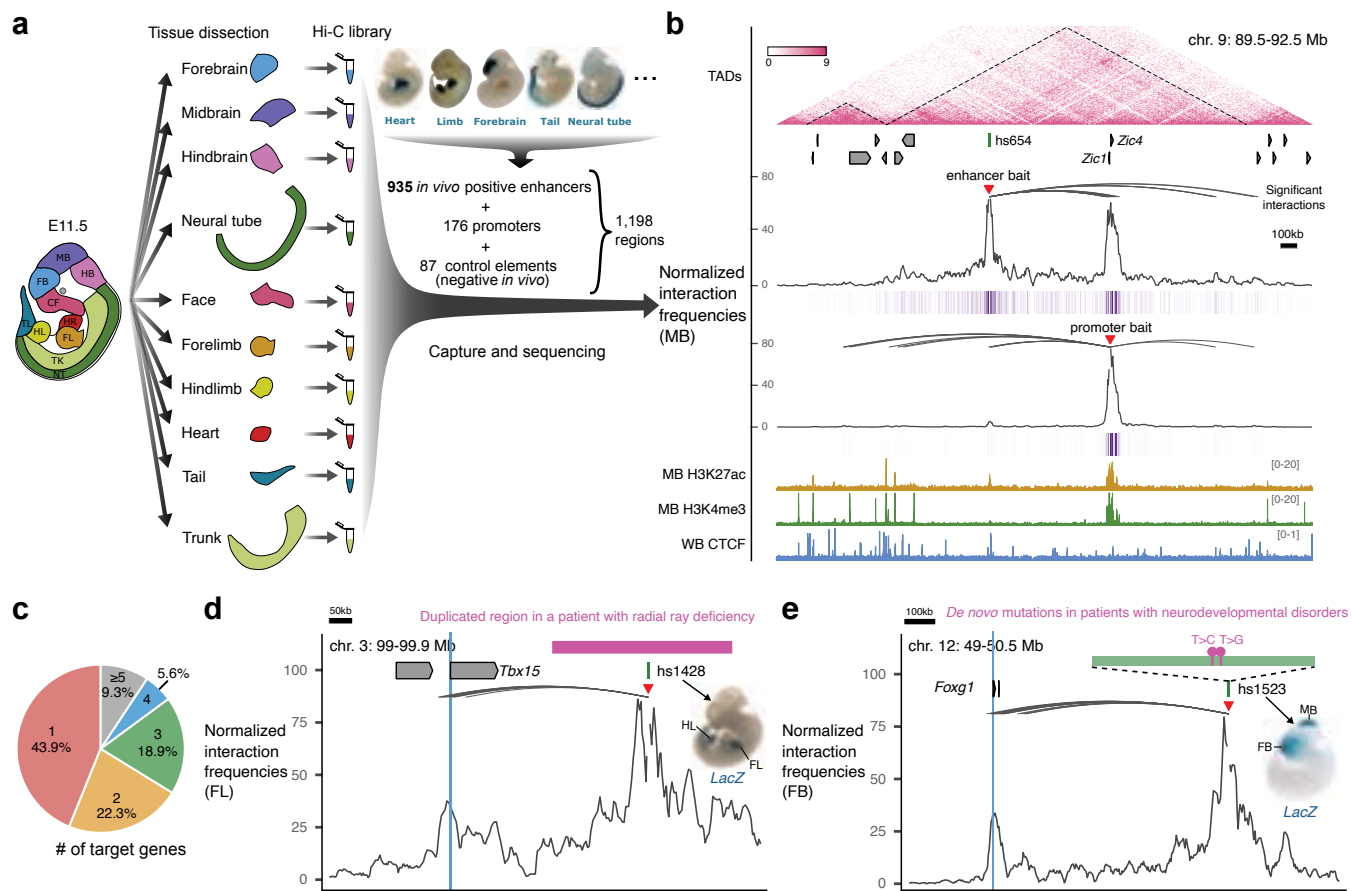 a
Tissue dissection
Hi-C library
Forebrain
Midbrain
Hindbrain
Neural tube
Face
Forelimb
Hindlimb
Heart
Tail
Trunk
E11.5
MB
FB
HB
CF
TL
HL
HR
FL
TK
NT
Heart
Limb
Forebrain
Tail
Neural tube
...
935 in vivo positive enhancers
+
176 promoters
+
87 control elements
(negative in vivo)
1,198
regions
Capture and sequencing
b
chr. 9: 89.5-92.5 Mb
0
9
TADs
hs654
Zic4
Zic1
80
40
0
enhancer bait
Significant
interactions
100kb
Normalized
interaction
frequencies
(MB)
80
40
0
promoter bait
MB H3K27ac
[0-20]
MB H3K4me3
[0-20]
WB CTCF
[0-1]
c
1
43.9%
2
22.3%
3
18.9%
4
5.6%
≥5
9.3%
# of target genes
d
50kb
Duplicated region in a patient with radial ray deficiency
chr. 3: 99-99.9 Mb
Tbx15
hs1428
HL
FL
LacZ
100
75
50
25
0
Normalized
interaction
frequencies
(FL)
e
100kb
De novo mutations in patients with neurodevelopmental disorders
chr. 12: 49-50.5 Mb
T>C
T>G
Foxg1
hs1523
MB
FB
LacZ
100
75
50
25
0
Normalized
interaction
frequencies
(FB)